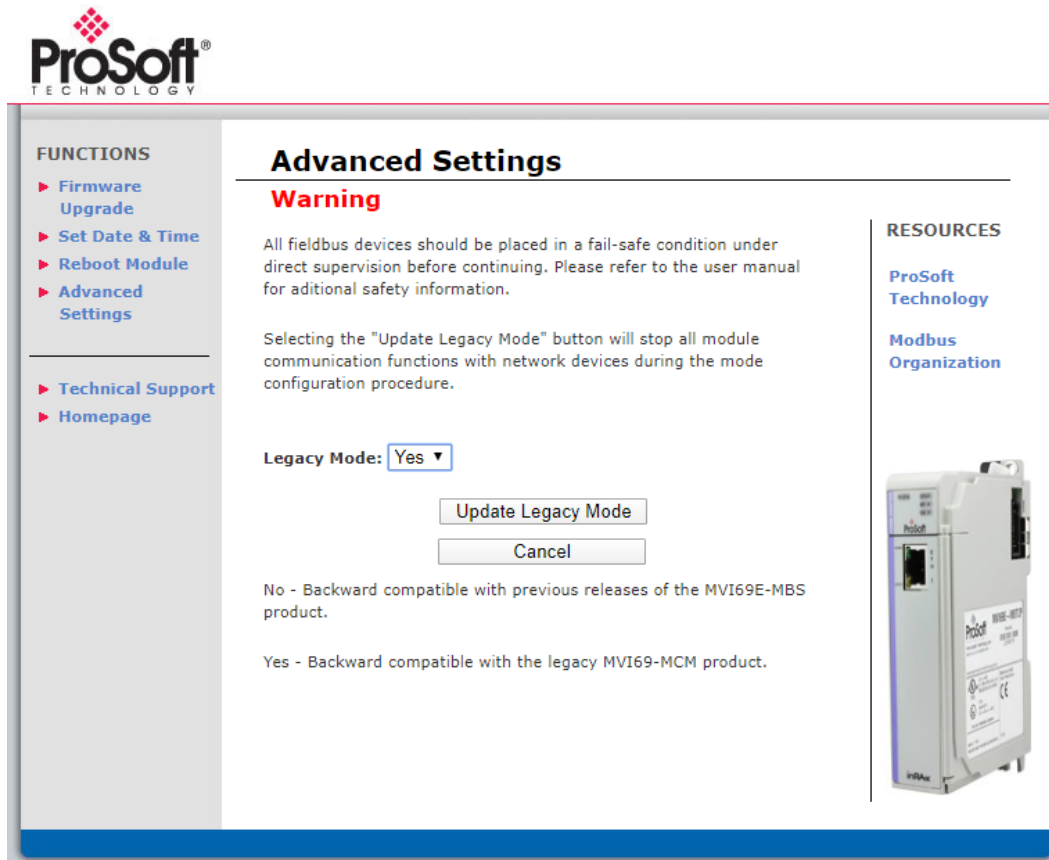 ProSoft®
TECHNOLOGY
FUNCTIONS
Firmware
Upgrade
Set Date & Time
Reboot Module
Advanced
Settings
Technical Support
Homepage
Advanced Settings
Warning
All fieldbus devices should be placed in a fail-safe condition under
direct supervision before continuing. Please refer to the user manual
for aditional safety information.
Selecting the "Update Legacy Mode" button will stop all module
communication functions with network devices during the mode
configuration procedure.
Legacy Mode: Yes
Update Legacy Mode
Cancel
No - Backward compatible with previous releases of the MVI69E-MBS
product.
Yes - Backward compatible with the legacy MVI69-MCM product.
RESOURCES
ProSoft
Technology
Modbus
Organization
ProSoft
ProSoft
inRAx